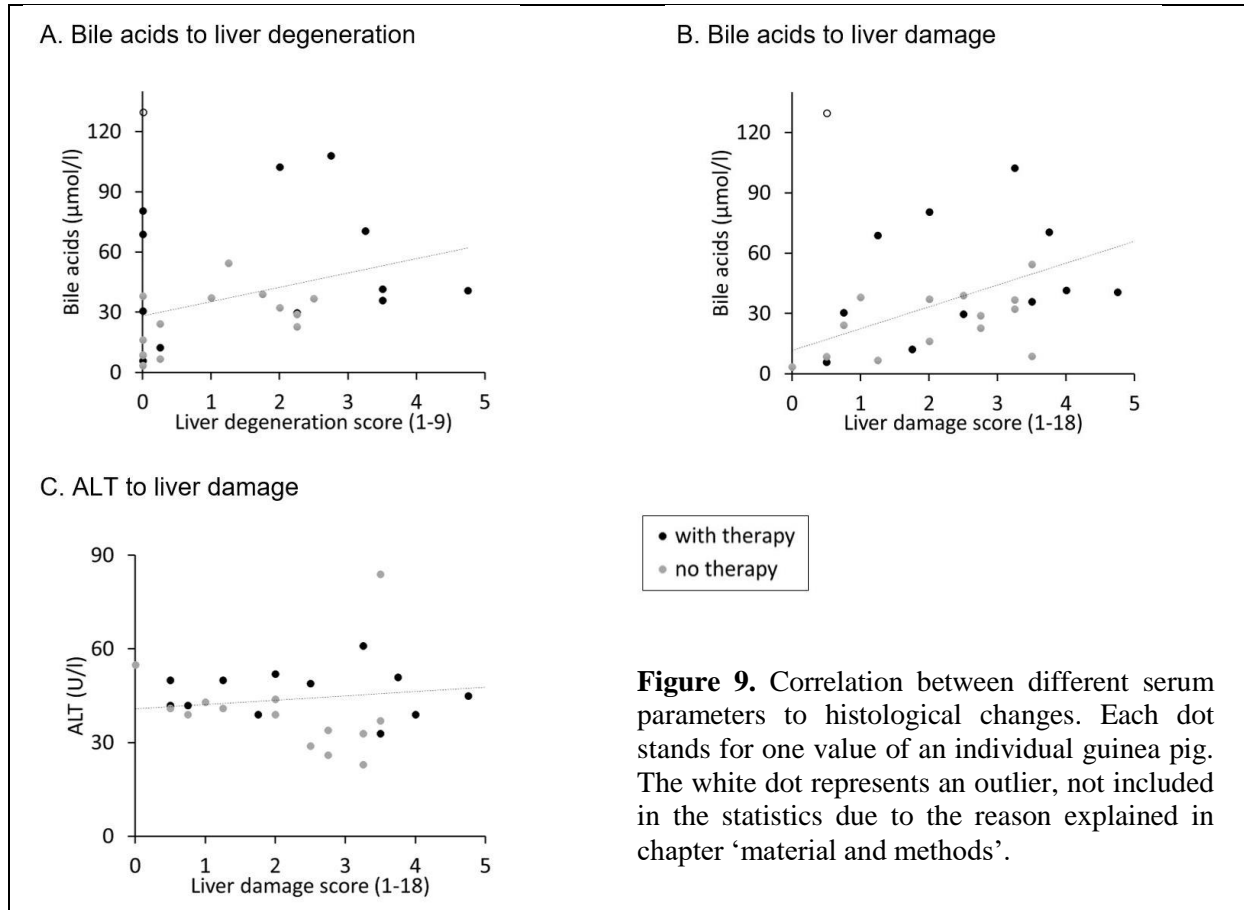 A. Bile acids to liver degeneration
120
90
60
30
0
Bile acids (µmol/l)
0 1 2 3 4 5
Liver degeneration score (1-9)
B. Bile acids to liver damage
120
90
60
30
0
Bile acids (µmol/l)
0 1 2 3 4 5
Liver damage score (1-18)
C. ALT to liver damage
90
60
30
0
ALT (U/l)
0 1 2 3 4 5
Liver damage score (1-18)
with therapy
no therapy
Figure 9. Correlation between different serum
parameters to histological changes. Each dot
stands for one value of an individual guinea pig.
The white dot represents an outlier, not included
in the statistics due to the reason explained in
chapter ‘material and methods’.